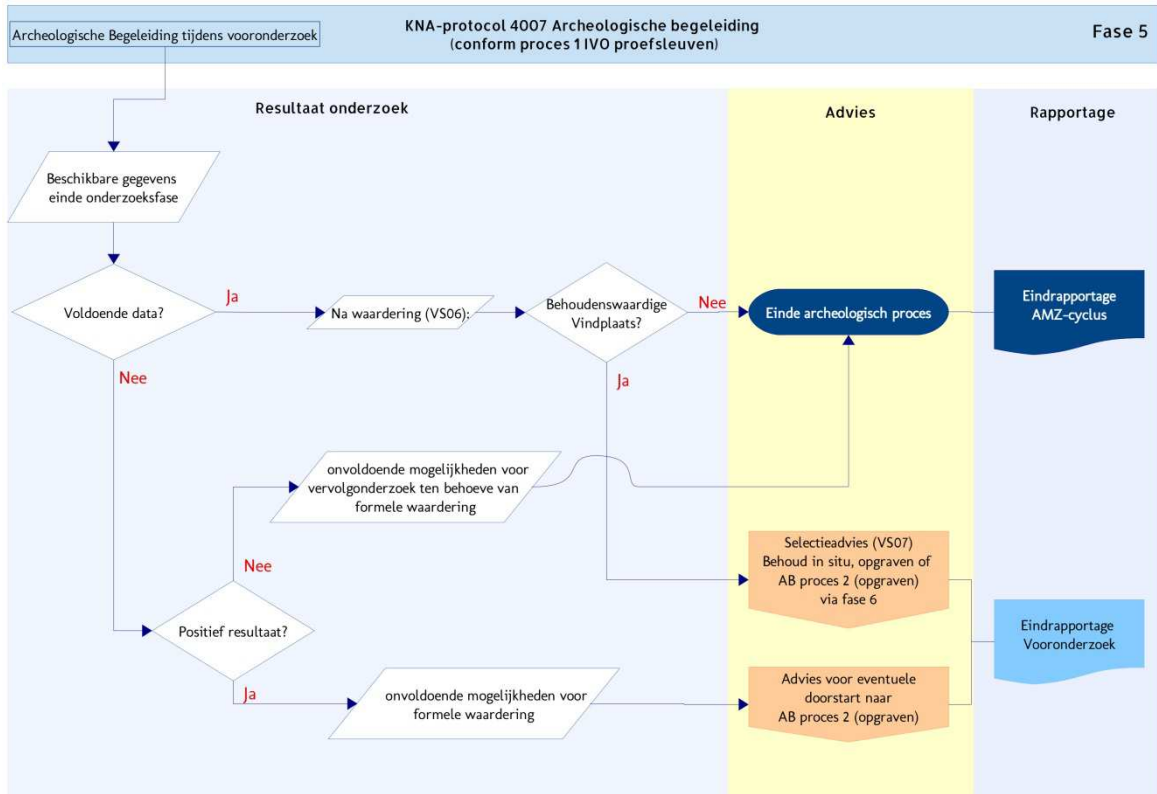 Archeologische Begeleiding tijdens vooronderzoek
KNA-protocol 4007 Archeologische begeleiding
(conform proces 1 IVO proefsleuven)
Fase 5
Resultaat onderzoek
Advies
Rapportage
Beschikbare gegevens
einde onderzoeksfase
Voldoende data?
Ja
Na waardering (VS06);
Behoudenswaardige
Vindplaats?
Nee
Einde archeologisch proces
Eindrapportage
AMZ-cyclus
Nee
Ja
onvoldoende mogelijkheden voor
vervolgonderzoek ten behoeve van
formele waardering
Nee
Selectieadvies (VS07)
Behoud in situ, opgraven of
AB proces 2 (opgraven)
via fase 6
Positief resultaat?
Eindrapportage
Vooronderzoek
Ja
onvoldoende mogelijkheden voor
formele waardering
Advies voor eventuele
doorstart naar
AB proces 2 (opgraven)